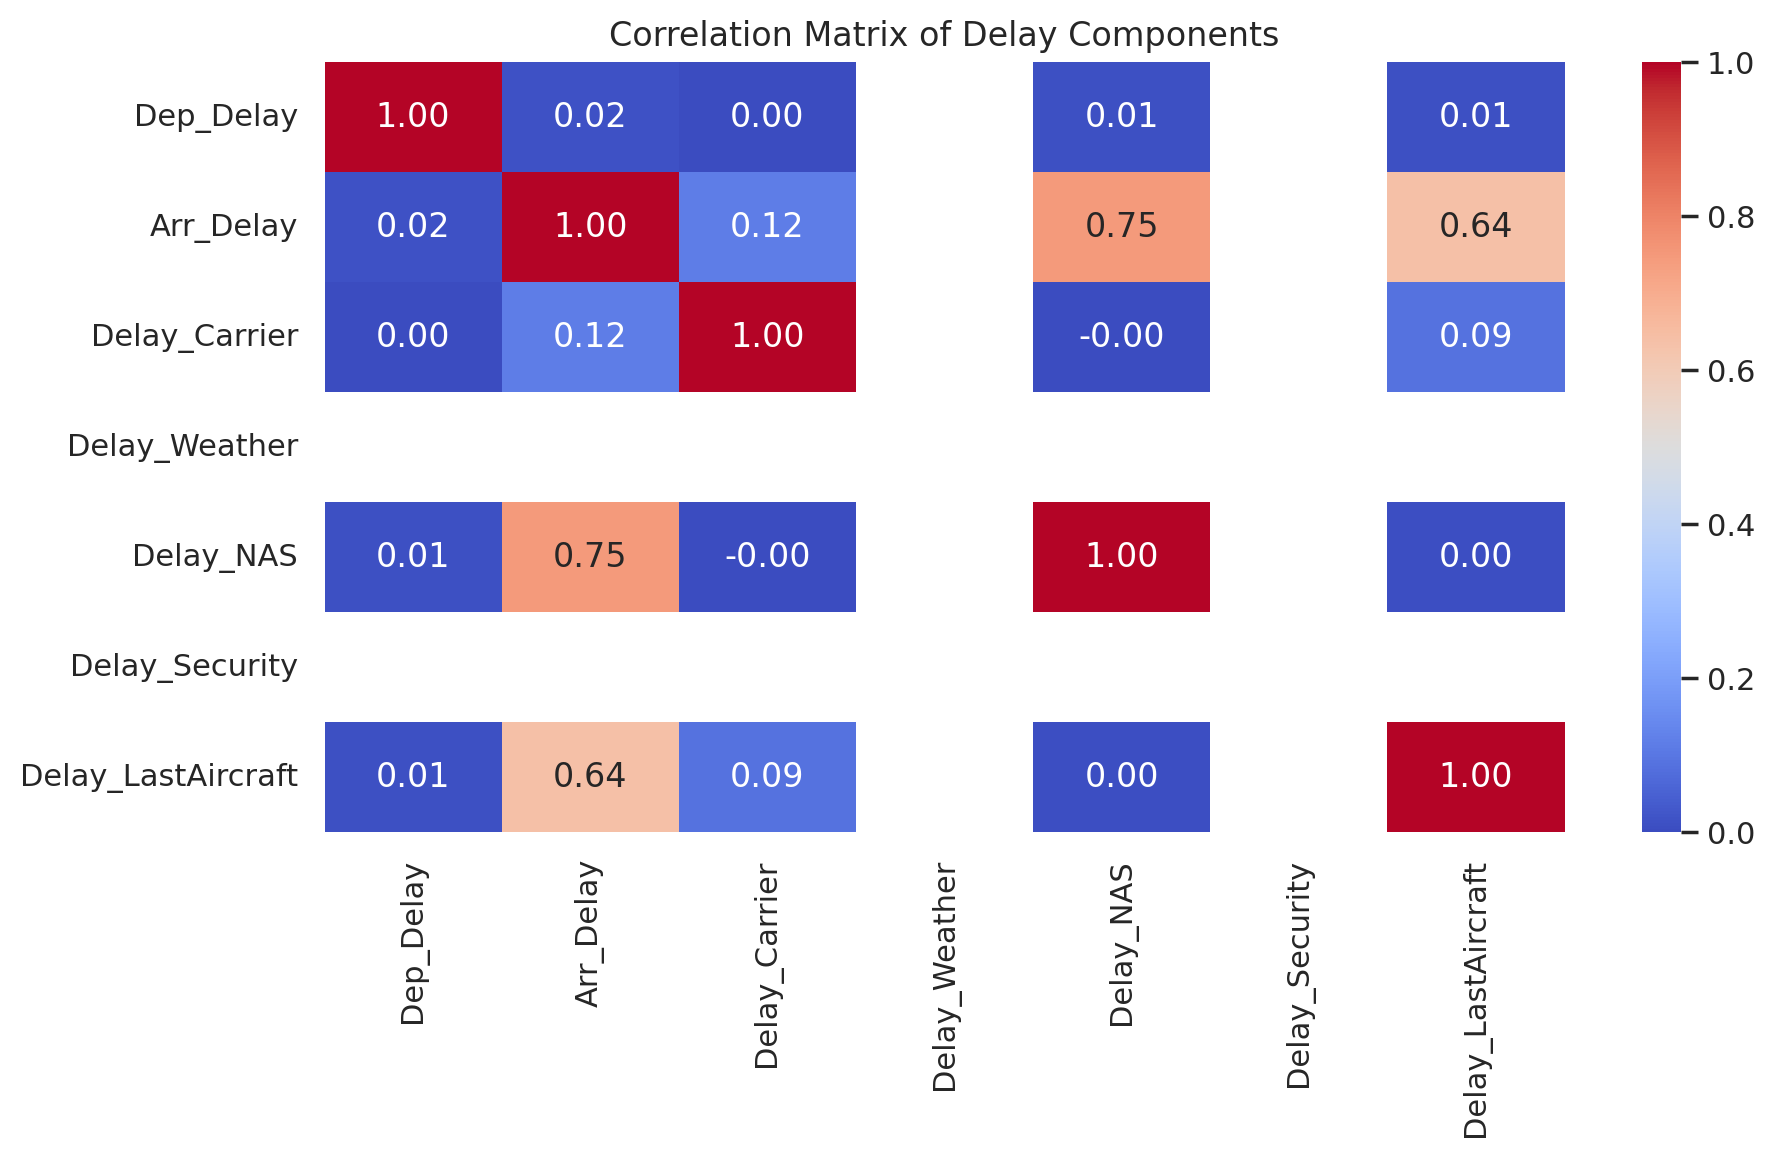 Correlation Matrix of Delay Components
Dep_Delay 1.00 0.02 0.00 0.01 0.01
Arr_Delay 0.02 1.00 0.12 0.75 0.64
Delay_Carrier 0.00 0.12 1.00 -0.00 0.09
Delay_Weather
Delay_NAS 0.01 0.75 -0.00 1.00 0.00
Delay_Security
Delay_LastAircraft 0.01 0.64 0.09 0.00 1.00
Dep_Delay
Arr_Delay
Delay_Carrier
Delay_Weather
Delay_NAS
Delay_Security
Delay_LastAircraft
1.0
0.8
0.6
0.4
0.2
0.0